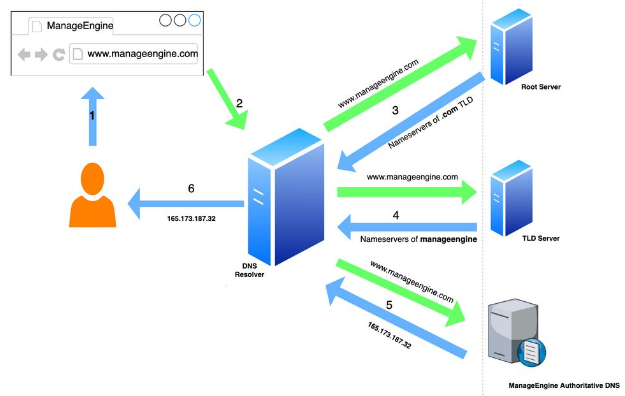 ManageEngine
www.manageengine.com
1
2
www.manageengine.com
3
Nameservers of .com TLD
Root Server
www.manageengine.com
4
Nameservers of manageengine
TLD Server
6
165.173.187.32
DNS
Resolver
www.manageengine.com
5
165.173.187.32
ManageEngine Authoritative DNS